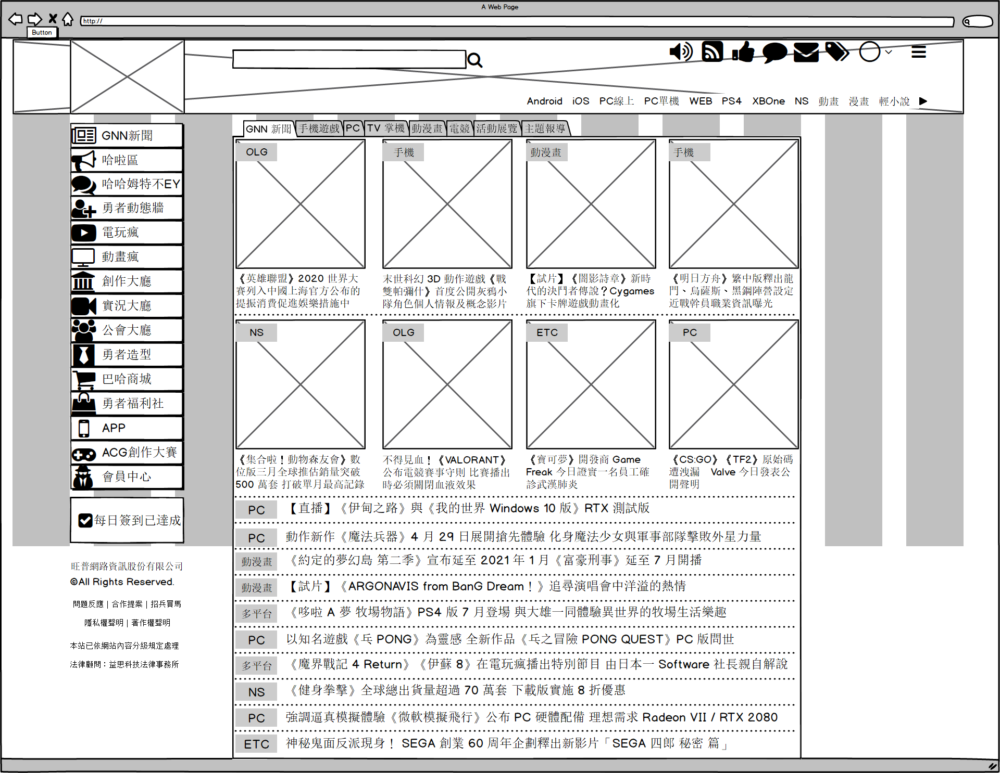 A Web Page
http://
Button
Android iOS PC線上 PC單機 WEB PS4 XBOne NS 動畫 漫畫 輕小說
GNN新聞
哈啦區
哈哈姆特不EY
勇者動態牆
電玩瘋
動畫瘋
創作大廳
實況大廳
公會大廳
勇者造型
巴哈商城
勇者福利社
APP
ACG創作大賽
會員中心
每日簽到已達成
旺普網路資訊股份有限公司
©All Rights Reserved.
問題反應 | 合作提案 | 招兵買馬
隱私權聲明 | 著作權聲明
本站已依網站內容分級規定處理
法律顧問：益思科技法律事務所
GNN 新聞 手機遊戲 PC TV 掌機 動漫畫 電競 活動展覽 主題報導
OLG
《英雄聯盟》2020 世界大
賽列入中國上海官方公布的
提振消費促進娛樂措施中
手機
末世科幻 3D 動作遊戲《戰
雙帕彌什》首度公開灰鴉小
隊角色個人情報及概念影片
動漫畫
【試片】《闇影詩章》新時
代的決鬥者傳說？Cygames
旗下卡牌遊戲動畫化
手機
《明日方舟》繁中版釋出龍
門、烏薩斯、黑鋼陣營設定
近戰幹員職業資訊曝光
NS
《集合啦！動物森友會》數
位版三月全球推估銷量突破
500 萬套 打破單月最高記錄
OLG
不得見血！《VALORANT》
公布電競賽事守則 比賽播出
時必須關閉血液效果
ETC
《寶可夢》開發商 Game
Freak 今日證實一名員工確
診武漢肺炎
PC
《CS:GO》《TF2》原始碼
遭洩漏 Valve 今日發表公
開聲明
PC 【直播】《伊甸之路》與《我的世界 Windows 10 版》RTX 測試版
PC 動作新作《魔法兵器》4 月 29 日展開搶先體驗 化身魔法少女與軍事部隊擊敗外星力量
動漫畫 《約定的夢幻島 第二季》宣布延至 2021 年 1 月《富豪刑事》延至 7 月開播
動漫畫 【試片】《ARGONAVIS from BanG Dream！》追尋演唱會中洋溢的熱情
多平台 《哆啦 A 夢 牧場物語》PS4 版 7 月登場 與大雄一同體驗異世界的牧場生活樂趣
PC 以知名遊戲《乓 PONG》為靈感 全新作品《乓之冒險 PONG QUEST》PC 版問世
多平台 《魔界戰記 4 Return》《伊蘇 8》在電玩瘋播出特別節目 由日本一 Software 社長親自解說
NS 《健身拳擊》全球總出貨量超過 70 萬套 下載版實施 8 折優惠
PC 強調逼真模擬體驗《微軟模擬飛行》公布 PC 硬體配備 理想需求 Radeon VII / RTX 2080
ETC 神秘鬼面反派現身！ SEGA 創業 60 周年企劃釋出新影片「SEGA 四郎 秘密 篇」